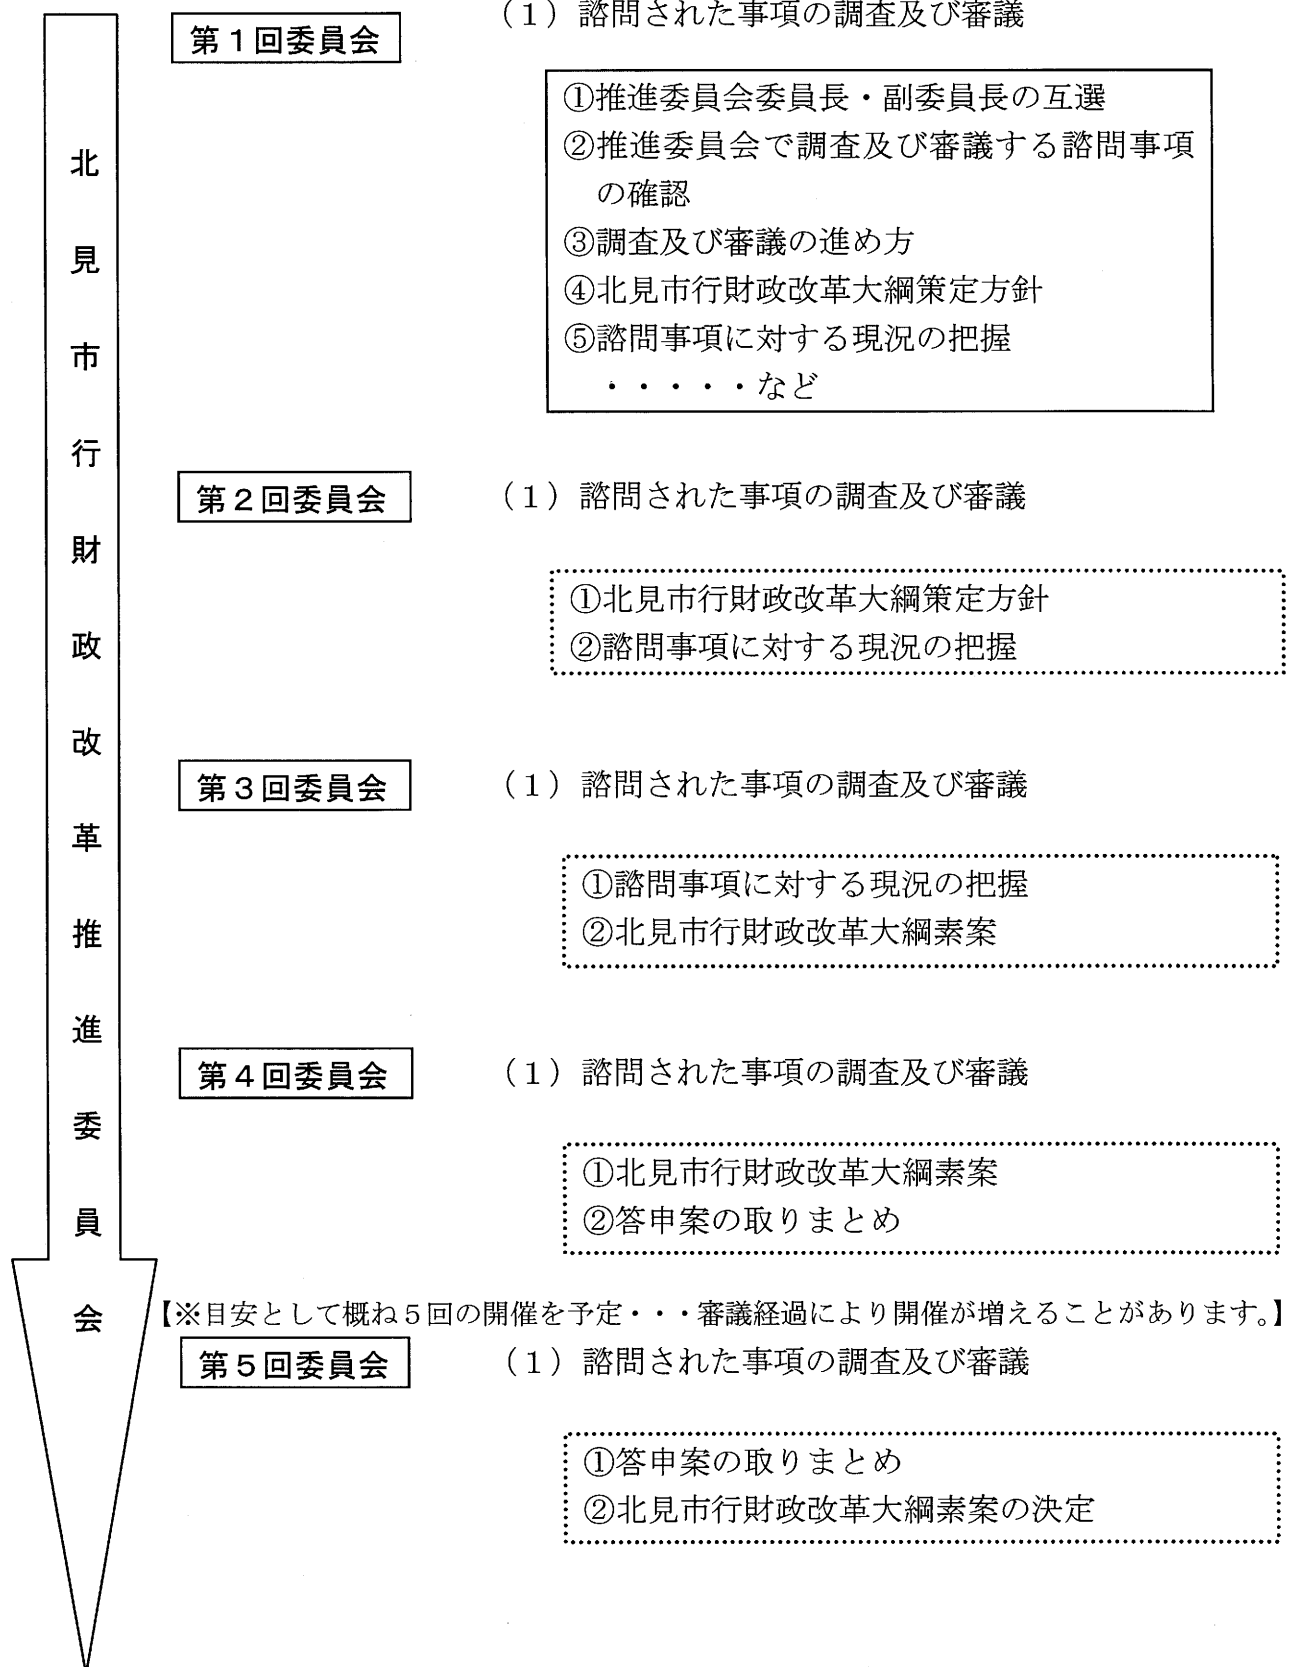 北見市行財政改革推進委員会
第１回委員会
（１）諮問された事項の調査及び審議
①推進委員会委員長・副委員長の互選
②推進委員会で調査及び審議する諮問事項
の確認
③調査及び審議の進め方
④北見市行財政改革大綱策定方針
⑤諮問事項に対する現況の把握
・・・・・など
第２回委員会
（１）諮問された事項の調査及び審議
①北見市行財政改革大綱策定方針
②諮問事項に対する現況の把握
第３回委員会
（１）諮問された事項の調査及び審議
①諮問事項に対する現況の把握
②北見市行財政改革大綱素案
第４回委員会
（１）諮問された事項の調査及び審議
①北見市行財政改革大綱素案
②答申案の取りまとめ
【※目安として概ね５回の開催を予定・・・審議経過により開催が増えることがあります。】
第５回委員会
（１）諮問された事項の調査及び審議
①答申案の取りまとめ
②北見市行財政改革大綱素案の決定